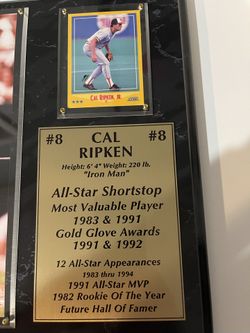 CAL RIPKEN, JR.
SCORE
#8 CAL #8
RIPKEN
Height: 6' 4" Weight: 220 lb.
"Iron Man"
All-Star Shortstop
Most Valuable Player
1983 & 1991
Gold Glove Awards
1991 & 1992
12 All-Star Appearances
1983 thru 1994
1991 All-Star MVP
1982 Rookie Of The Year
Future Hall Of Famer